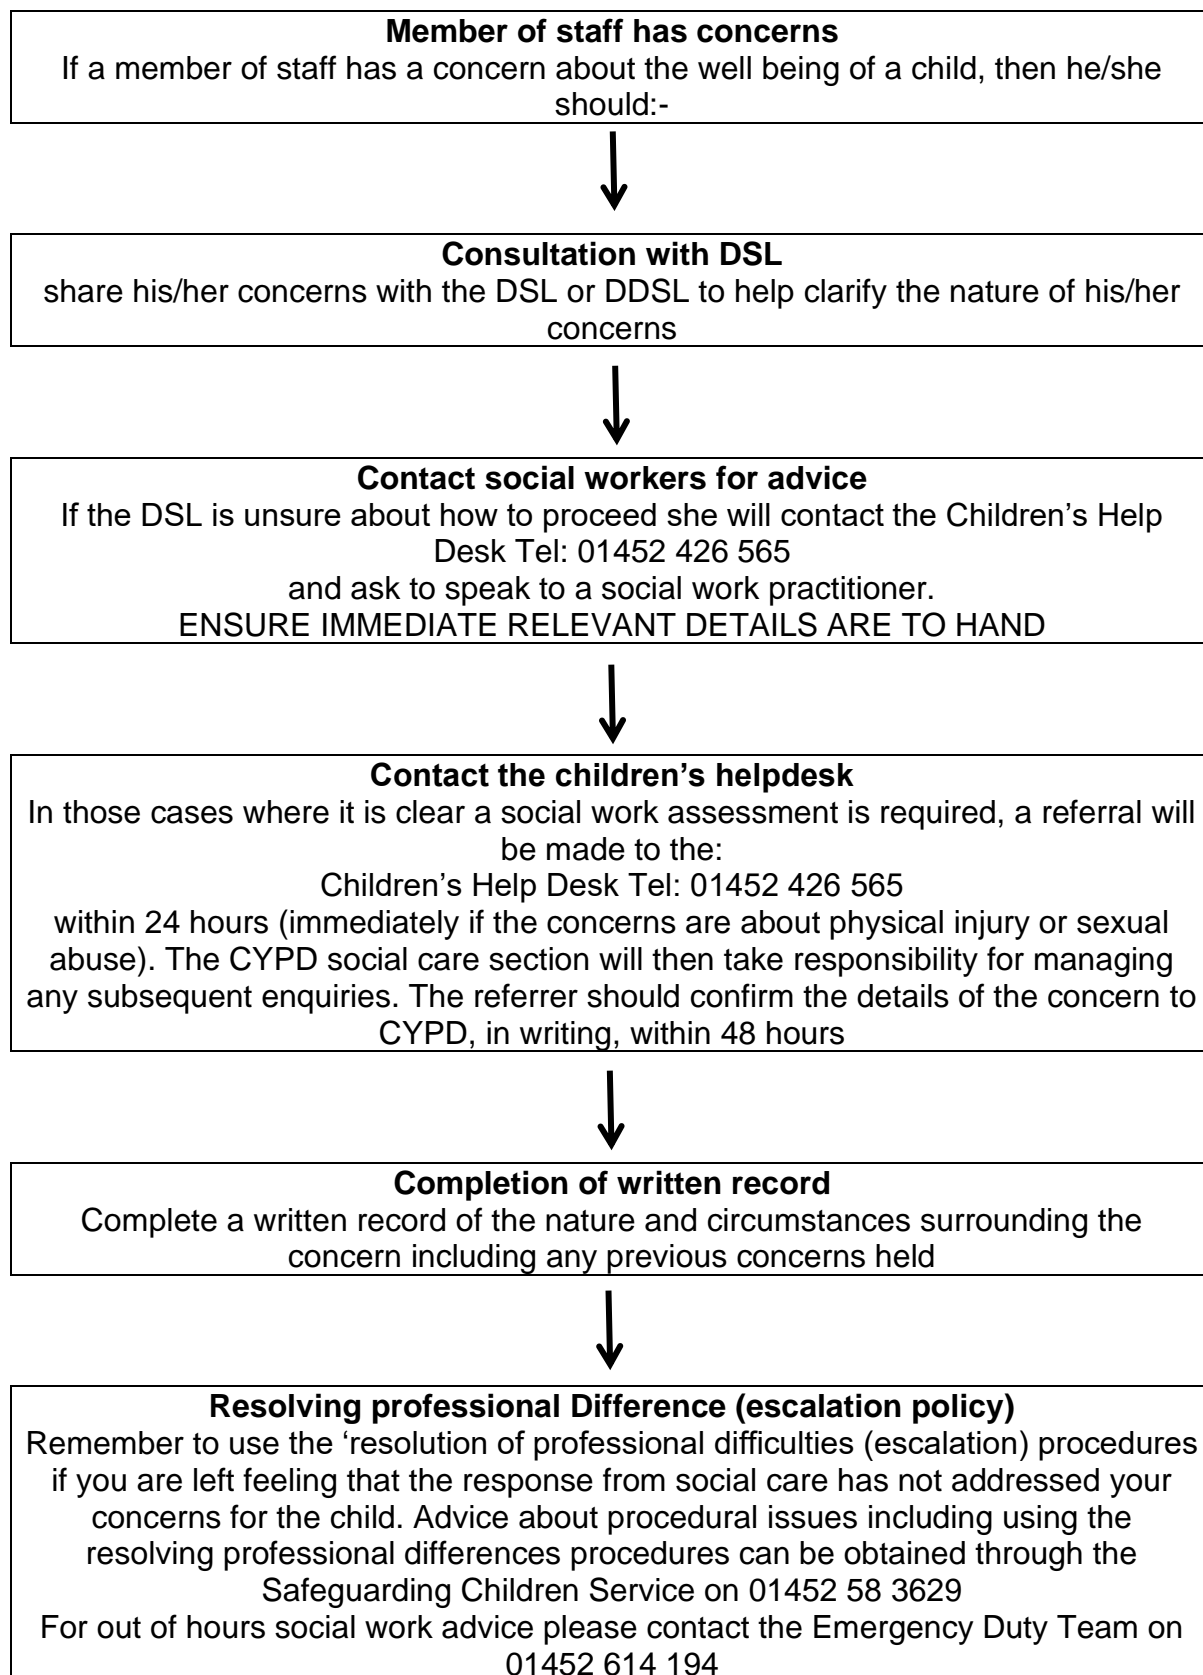 Member of staff has concerns
If a member of staff has a concern about the well being of a child, then he/she
should:-
Consultation with DSL
share his/her concerns with the DSL or DDSL to help clarify the nature of his/her
concerns
Contact social workers for advice
If the DSL is unsure about how to proceed she will contact the Children’s Help
Desk Tel: 01452 426 565
and ask to speak to a social work practitioner.
ENSURE IMMEDIATE RELEVANT DETAILS ARE TO HAND
Contact the children’s helpdesk
In those cases where it is clear a social work assessment is required, a referral will
be made to the:
Children’s Help Desk Tel: 01452 426 565
within 24 hours (immediately if the concerns are about physical injury or sexual
abuse). The CYPD social care section will then take responsibility for managing
any subsequent enquiries. The referrer should confirm the details of the concern to
CYPD, in writing, within 48 hours
Completion of written record
Complete a written record of the nature and circumstances surrounding the
concern including any previous concerns held
Resolving professional Difference (escalation policy)
Remember to use the ‘resolution of professional difficulties (escalation) procedures
if you are left feeling that the response from social care has not addressed your
concerns for the child. Advice about procedural issues including using the
resolving professional differences procedures can be obtained through the
Safeguarding Children Service on 01452 58 3629
For out of hours social work advice please contact the Emergency Duty Team on
01452 614 194